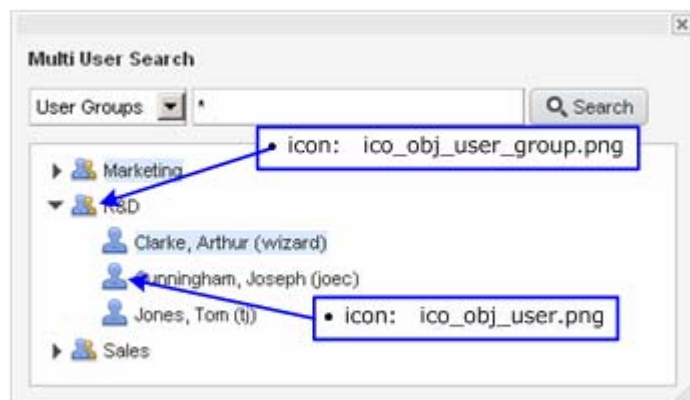 Multi User Search
User Groups * Search
• icon: ico_obj_user_group.png
Marketing
R&D
Clarke, Arthur (wizard)
Cunningham, Joseph (joec)
Jones, Tom (tj)
• icon: ico_obj_user.png
Sales